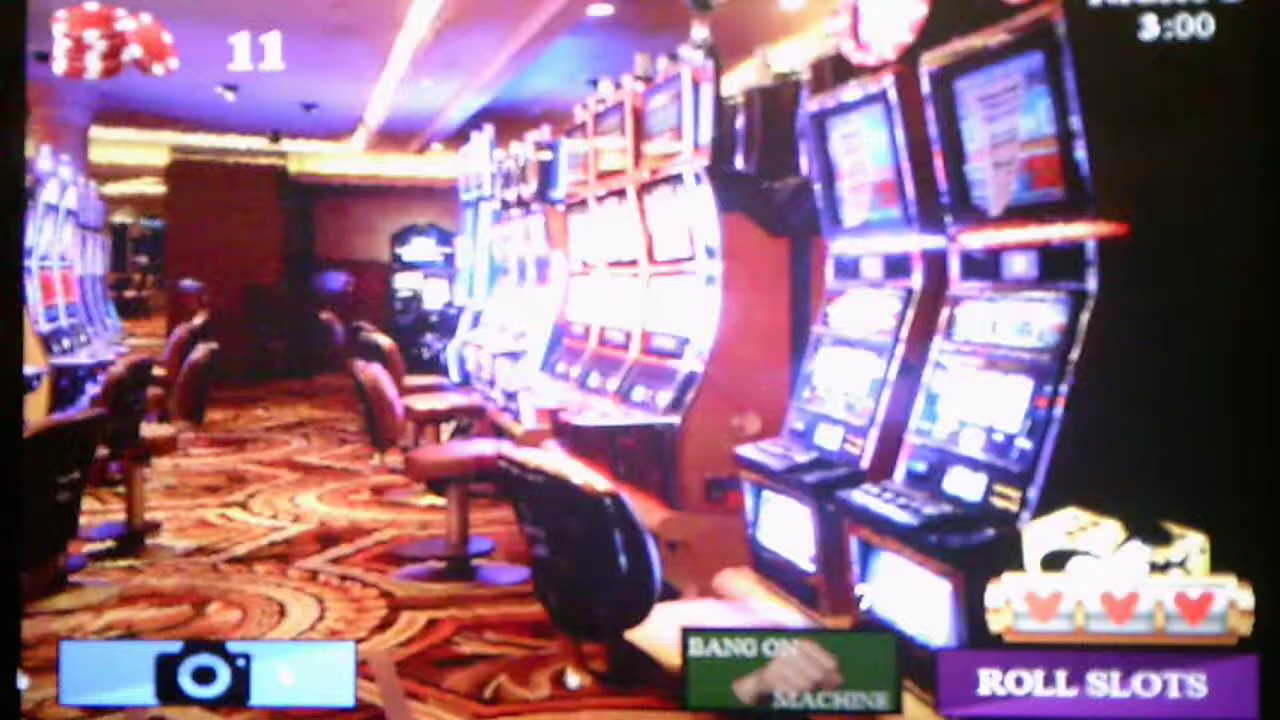 11
3:00
BANG ON
MACHINE
ROLL SLOTS